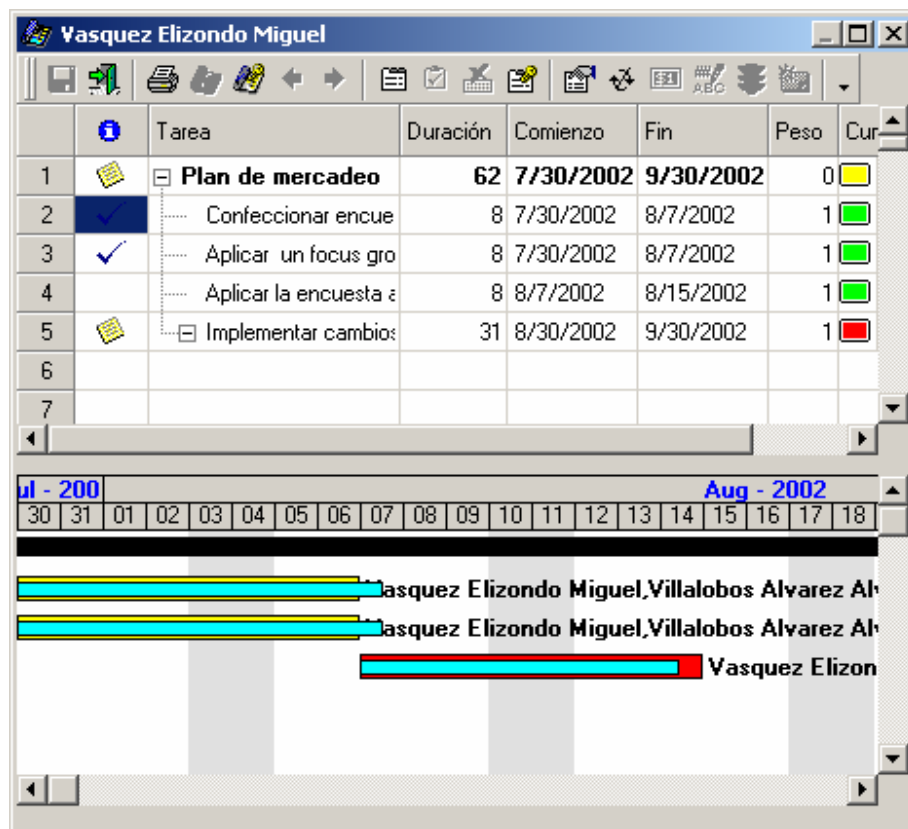 Vasquez Elizondo Miguel
Tarea Duración Comienzo Fin Peso Cur
1 Plan de mercadeo 62 7/30/2002 9/30/2002 0
2 Confeccionar encue 8 7/30/2002 8/7/2002 1
3 Aplicar un focus gro 8 7/30/2002 8/7/2002 1
4 Aplicar la encuesta a 8 8/7/2002 8/15/2002 1
5 Implementar cambios 31 8/30/2002 9/30/2002 1
6
7
ul - 200 Aug - 2002
30 31 01 02 03 04 05 06 07 08 09 10 11 12 13 14 15 16 17 18
Vasquez Elizondo Miguel,Villalobos Alvarez Al
Vasquez Elizondo Miguel,Villalobos Alvarez Al
Vasquez Elizon